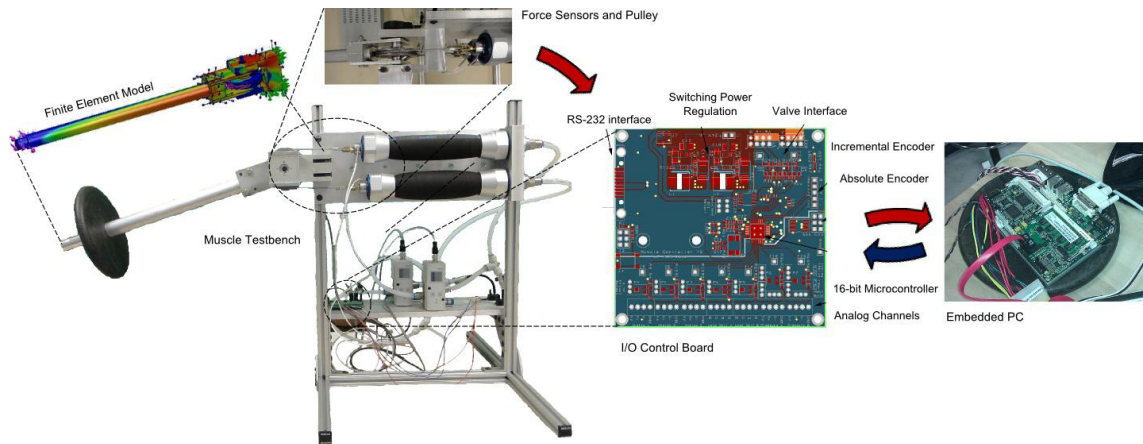 Force Sensors and Pulley
Finite Element Model
Switching Power
Regulation
Valve Interface
RS-232 interface
Incremental Encoder
Absolute Encoder
Muscle Testbench
16-bit Microcontroller
Analog Channels
Embedded PC
I/O Control Board